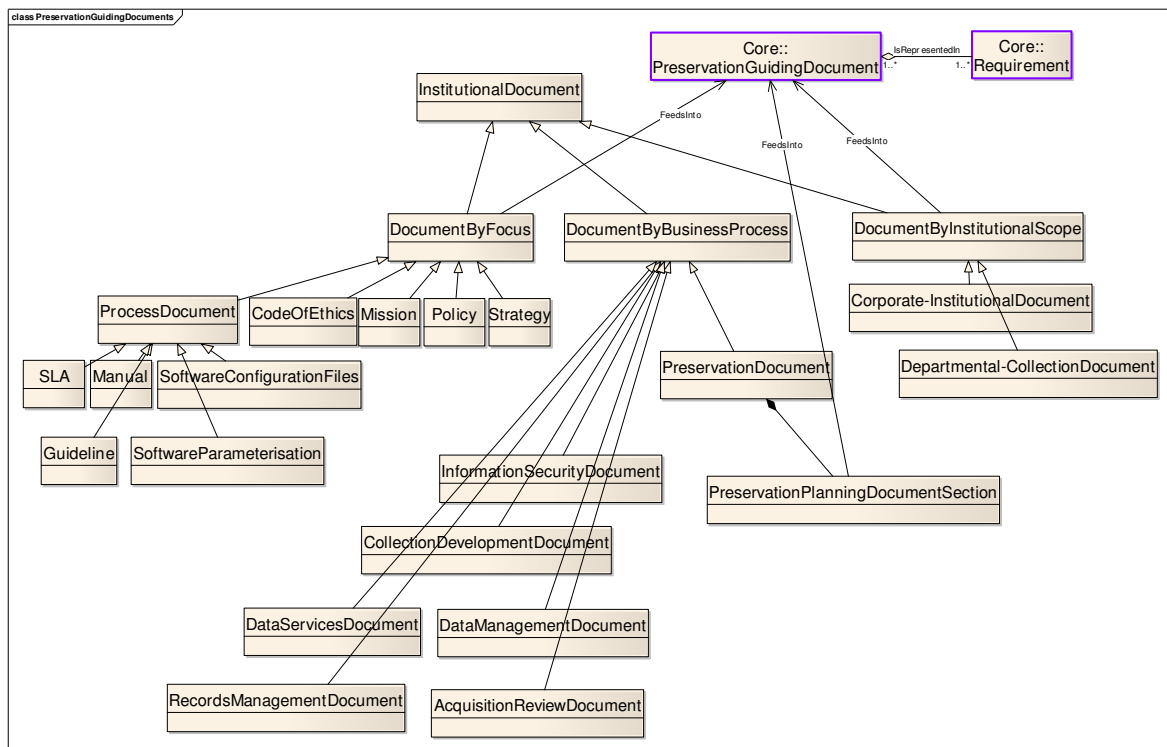 class PreservationGuidingDocuments
Core::
PreservationGuidingDocument
IsRepresentedIn
1..*
1..*
Core::
Requirement
InstitutionalDocument
FeedsInto
FeedsInto
FeedsInto
DocumentByFocus
DocumentByBusinessProcess
DocumentByInstitutionalScope
ProcessDocument
CodeOfEthics
Mission
Policy
Strategy
Corporate-InstitutionalDocument
SLA
Manual
SoftwareConfigurationFiles
PreservationDocument
Departmental-CollectionDocument
Guideline
SoftwareParameterisation
InformationSecurityDocument
PreservationPlanningDocumentSection
CollectionDevelopmentDocument
DataServicesDocument
DataManagementDocument
RecordsManagementDocument
AcquisitionReviewDocument